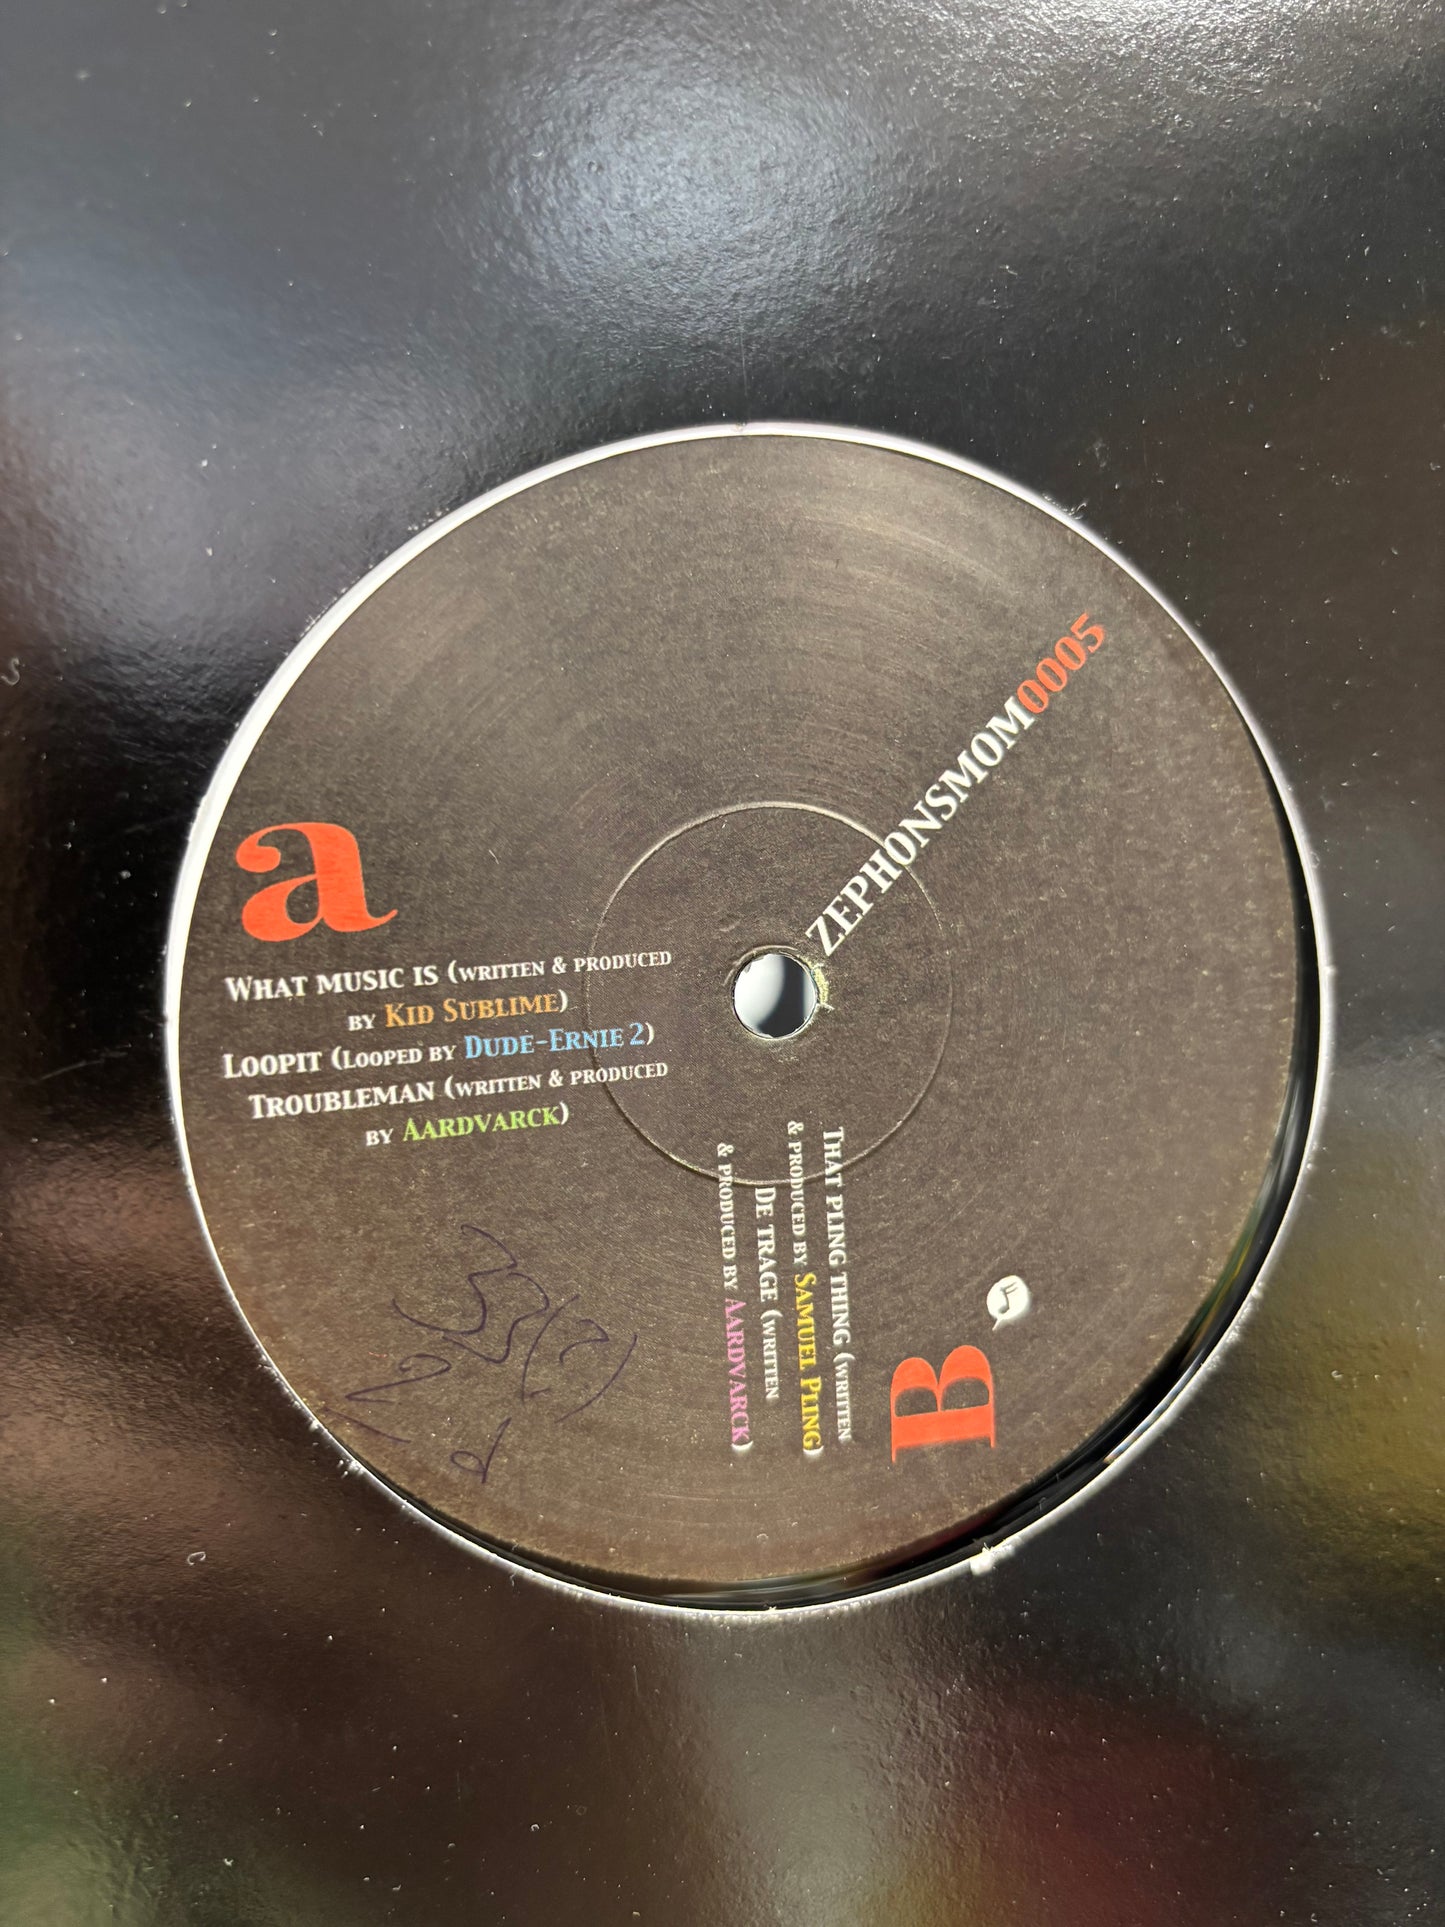 ZEPHONSMOM0005
a
What music is (written & produced
by Kid Sublime)
Loopit (Looped by Dude-Ernie 2)
Troubleman (written & produced
by Aardvarck)
B
That pling thing (written
& produced by Samuel Pling)
De trage (written
& produced by Aardvarck)